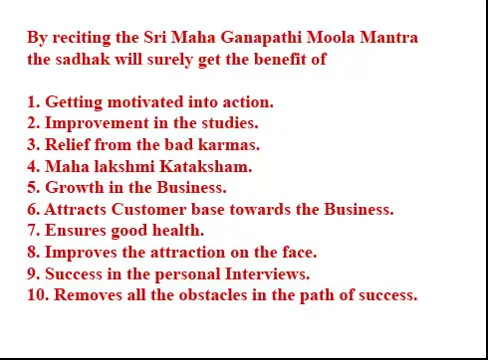 By reciting the Sri Maha Ganapathi Moola Mantra
the sadhak will surely get the benefit of
1. Getting motivated into action.
2. Improvement in the studies.
3. Relief from the bad karmas.
4. Maha lakshmi Kataksham.
5. Growth in the Business.
6. Attracts Customer base towards the Business.
7. Ensures good health.
8. Improves the attraction on the face.
9. Success in the personal Interviews.
10. Removes all the obstacles in the path of success.